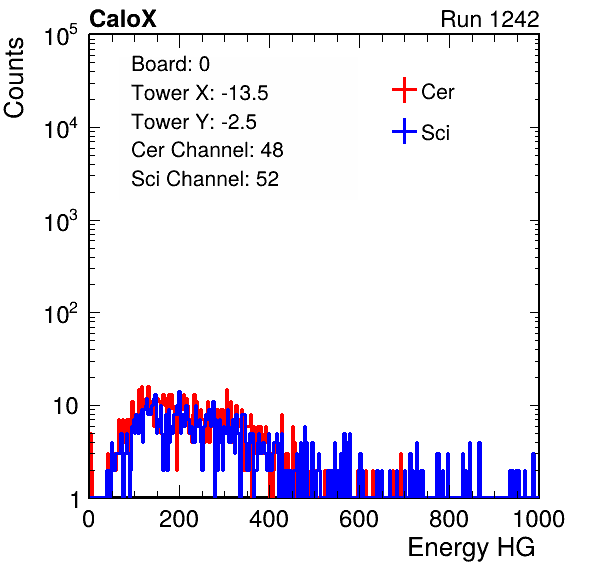 CaloX Run 1242
Counts
10^5
10^4
10^3
10^2
10
1
Board: 0
Tower X: -13.5
Tower Y: -2.5
Cer Channel: 48
Sci Channel: 52
Cer
Sci
0 200 400 600 800 1000
Energy HG